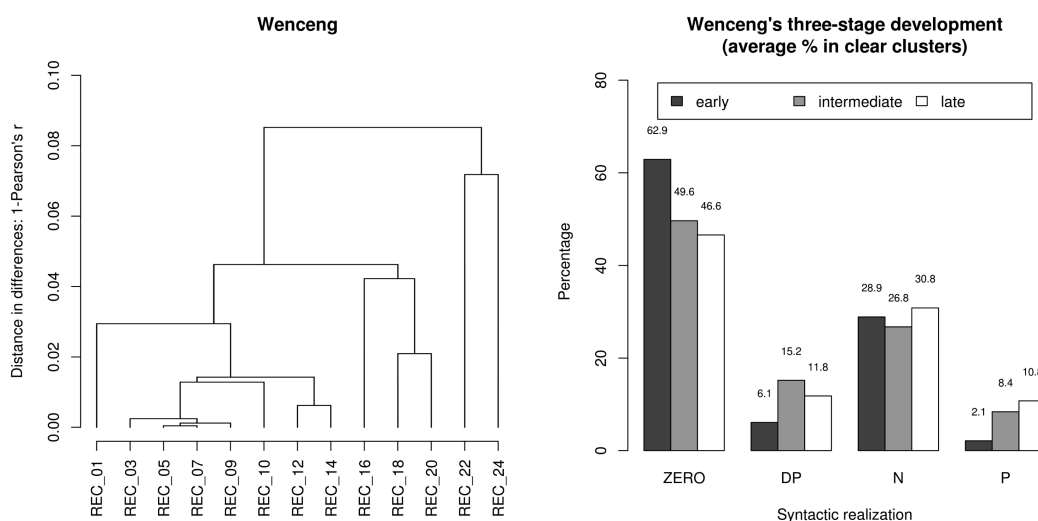 Wenceng
Distance in differences: 1-Pearson's r
0.10
0.08
0.06
0.04
0.02
0.00
REC_01
REC_03
REC_05
REC_07
REC_09
REC_10
REC_12
REC_14
REC_16
REC_18
REC_20
REC_22
REC_24
Wenceng's three-stage development
(average % in clear clusters)
Percentage
80
60
40
20
0
early intermediate late
62.9
49.6
46.6
6.1
15.2
11.8
28.9
26.8
30.8
2.1
8.4
10.8
ZERO DP N P
Syntactic realization